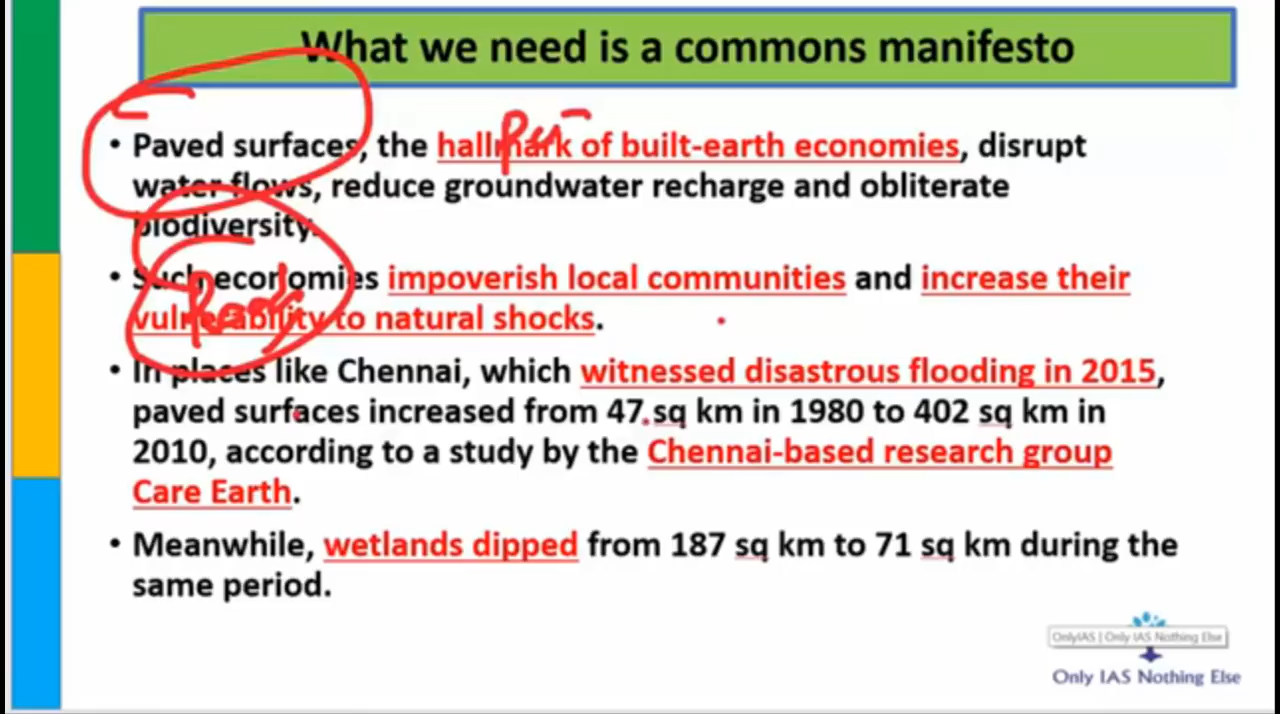 What we need is a commons manifesto
• Paved surfaces, the hallmark of built-earth economies, disrupt
water flows, reduce groundwater recharge and obliterate
biodiversity.
• Such economies impoverish local communities and increase their
vulnerability to natural shocks.
• In places like Chennai, which witnessed disastrous flooding in 2015,
paved surfaces increased from 47 sq km in 1980 to 402 sq km in
2010, according to a study by the Chennai-based research group
Care Earth.
• Meanwhile, wetlands dipped from 187 sq km to 71 sq km during the
same period.
OnlyIAS | Only IAS Nothing Else
Only IAS Nothing Else